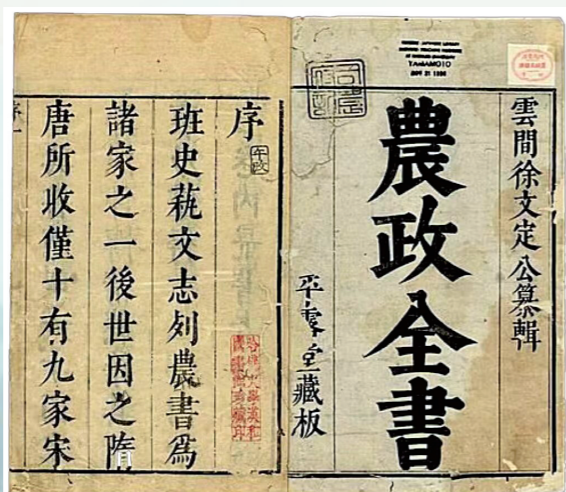 雲間徐文定公纂輯
農政全書
平露堂藏板
序
班史蓺文志列農書爲
諸家之一後世因之隋
唐所收僅十有九家宋